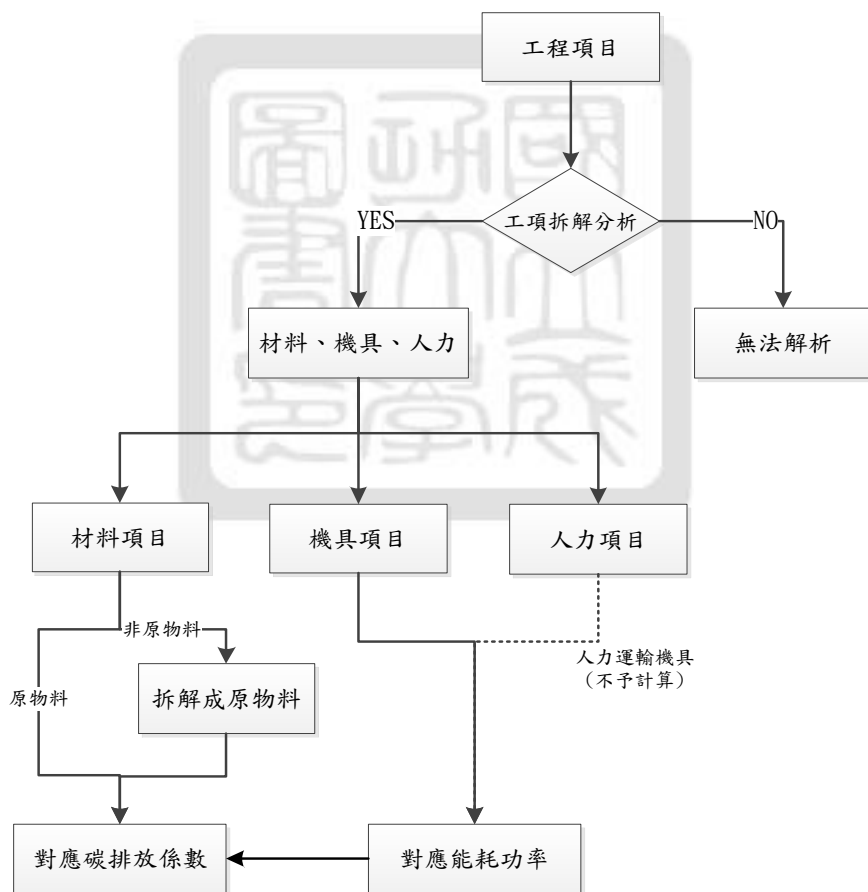 工程項目
工項拆解分析
YES
NO
材料、機具、人力
無法解析
材料項目
機具項目
人力項目
非原物料
人力運輸機具
（不予計算）
原物料
拆解成原物料
對應碳排放係數
對應能耗功率